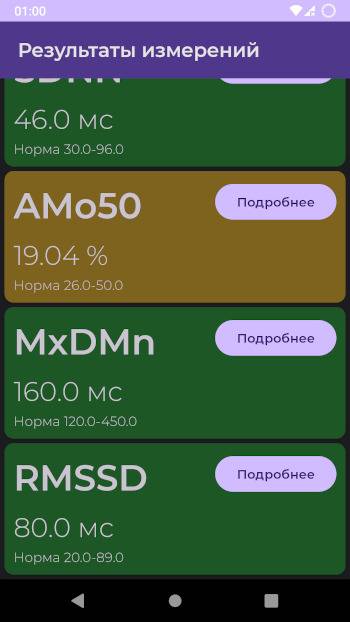 01:00
Результаты измерений
SDNN
46.0 мс
Норма 30.0-96.0
AMo50
Подробнее
19.04 %
Норма 26.0-50.0
MxDMn
Подробнее
160.0 мс
Норма 120.0-450.0
RMSSD
Подробнее
80.0 мс
Норма 20.0-89.0